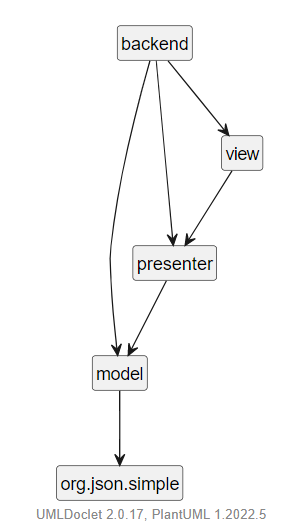 backend
view
presenter
model
org.json.simple
UMLDoclet 2.0.17, PlantUML 1.2022.5